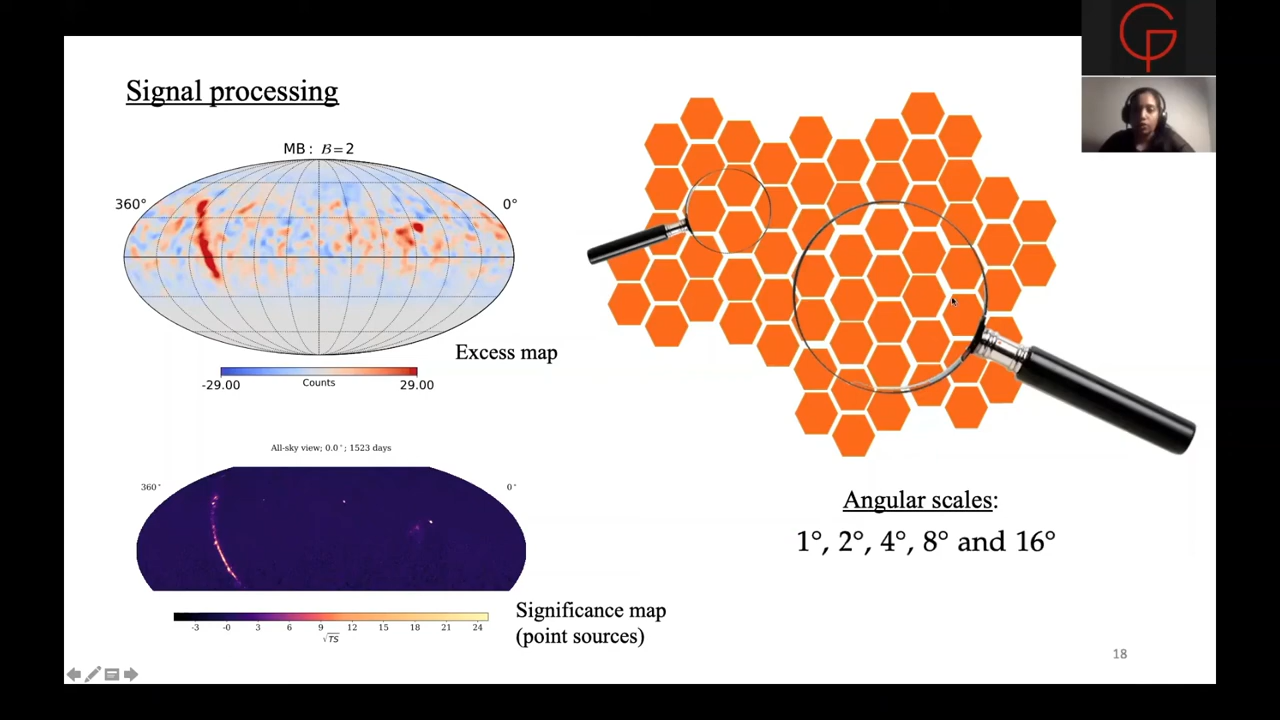 Signal processing
MB : B = 2
360°
0°
Excess map
-29.00
Counts
29.00
All-sky view; 0.0°; 1523 days
360°
0°
Significance map
(point sources)
-3 -0 3 6 9 12 15 18 21 24
√TS
Angular scales:
1°, 2°, 4°, 8° and 16°
18